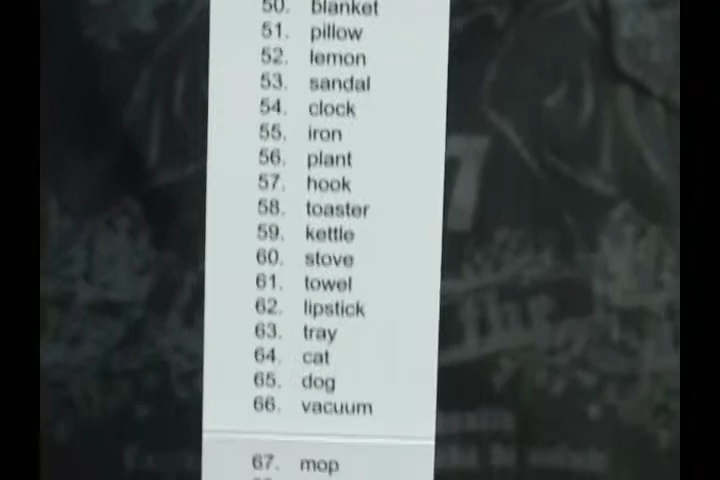 50. blanket
51. pillow
52. lemon
53. sandal
54. clock
55. iron
56. plant
57. hook
58. toaster
59. kettle
60. stove
61. towel
62. lipstick
63. tray
64. cat
65. dog
66. vacuum
67. mop
7